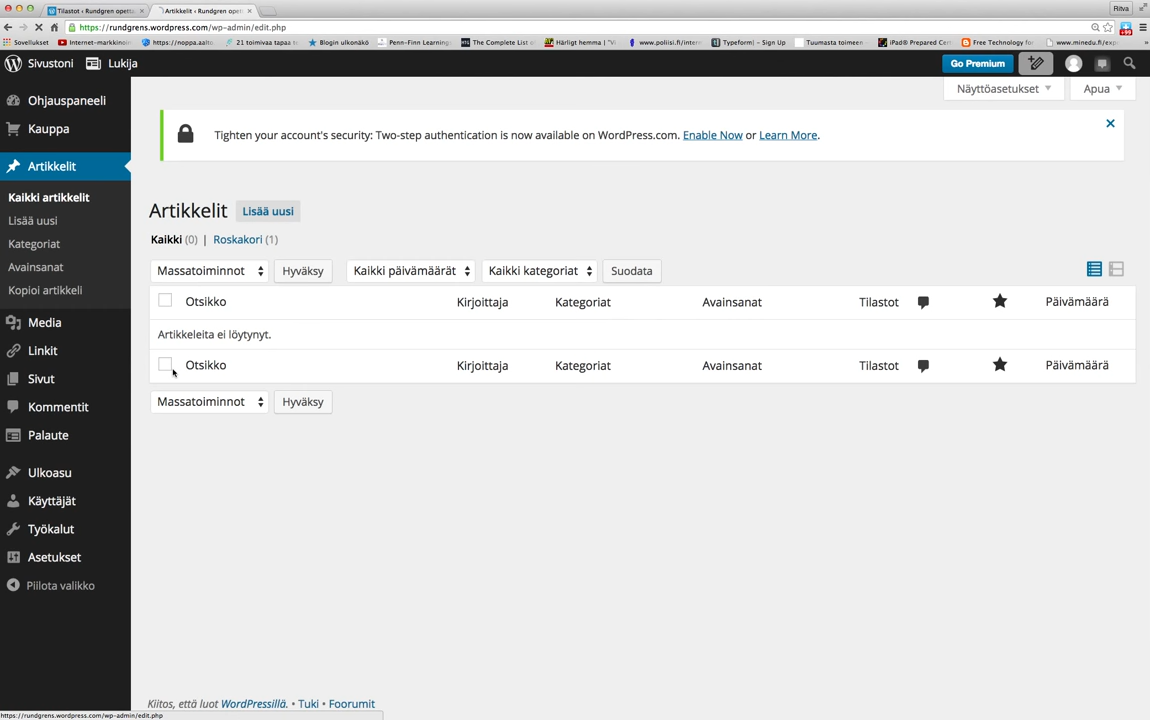 Tilastot ‹ Rundgren opett
Artikkelit ‹ Rundgren opet
Ritva
https://rundgrens.wordpress.com/wp-admin/edit.php
Sovellukset
Internet-markkinoin
https://noppa.aalto
21 toimivaa tapaa
Blogin ulkonäkö
Penn-Finn Learning
The Complete List o
Härligt hemma | "Vi
www.poliisi.fi/intern
Typeform! – Sign Up
Tuumasta toimeen
iPad® Prepared Cert
Free Technology for
www.minedu.fi/exp
+99
Sivustoni
Lukija
Go Premium
Ohjauspaneeli
Kauppa
Artikkelit
Kaikki artikkelit
Lisää uusi
Kategoriat
Avainsanat
Kopioi artikkeli
Media
Linkit
Sivut
Kommentit
Palaute
Ulkoasu
Käyttäjät
Työkalut
Asetukset
Piilota valikko
Näyttöasetukset
Apua
Tighten your account's security: Two-step authentication is now available on WordPress.com. Enable Now or Learn More.
Artikkelit Lisää uusi
Kaikki (0) | Roskakori (1)
Massatoiminnot Hyväksy Kaikki päivämäärät Kaikki kategoriat Suodata
Otsikko Kirjoittaja Kategoriat Avainsanat Tilastot Päivämäärä
Artikkeleita ei löytynyt.
Otsikko Kirjoittaja Kategoriat Avainsanat Tilastot Päivämäärä
Massatoiminnot Hyväksy
Kiitos, että luot WordPressillä. • Tuki • Foorumit
https://rundgrens.wordpress.com/wp-admin/edit.php